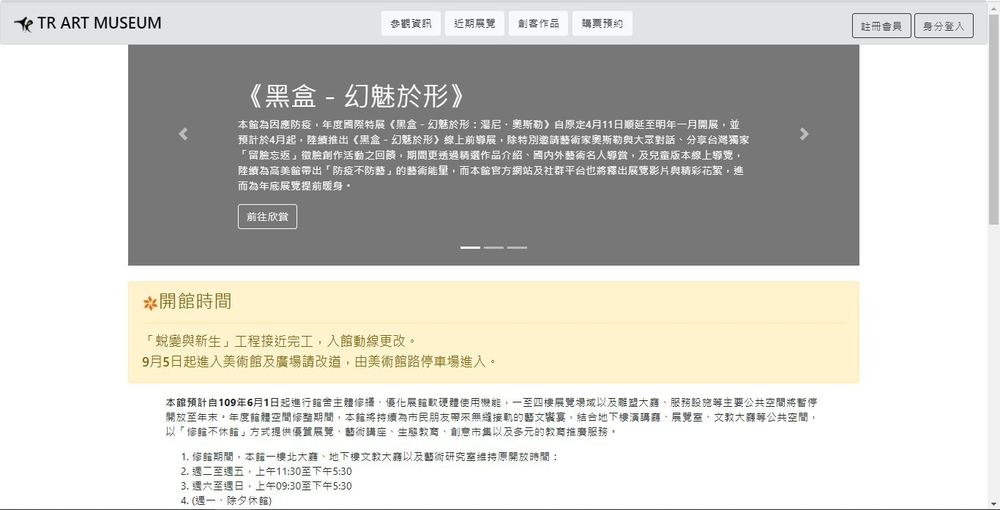 TR ART MUSEUM
參觀資訊
近期展覽
創客作品
購票預約
註冊會員
身分登入
《黑盒 - 幻魅於形》
本館為因應防疫，年度國際特展《黑盒 - 幻魅於形：湯尼．奧斯勒》自原定4月11日順延至明年一月開展，並
預計於4月起，陸續推出《黑盒 - 幻魅於形》線上前導展，除特別邀請藝術家奧斯勒與大眾對話、分享台灣獨家
「留臉忘返」徵臉創作活動之回饋，期間更透過精選作品介紹、國內外藝術名人導賞，及兒童版本線上導覽，
陸續為高美館帶出「防疫不防藝」的藝術能量，而本館官方網站及社群平台也將釋出展覽影片與精彩花絮，進
而為年底展覽提前暖身。
前往欣賞
開館時間
「蛻變與新生」工程接近完工，入館動線更改。
9月5日起進入美術館及廣場請改道，由美術館路停車場進入。
本館預計自109年6月1日起進行館舍主體修繕、優化展館軟硬體使用機能，一至四樓展覽場域以及雕塑大廳、服務設施等主要公共空間將暫停
開放至年末。年度館體空間修整期間，本館將持續為市民朋友帶來無縫接軌的藝文饗宴，結合地下樓演講廳、展覽室、文教大廳等公共空間，
以「修館不休館」方式提供優質展覽、藝術講座、生態教育、創意市集以及多元的教育推廣服務。
1. 修館期間，本館一樓北大廳、地下樓文教大廳以及藝術研究室維持原開放時間：
2. 週二至週五，上午11:30至下午5:30
3. 週六至週日，上午09:30至下午5:30
4. (週一、除夕休館)